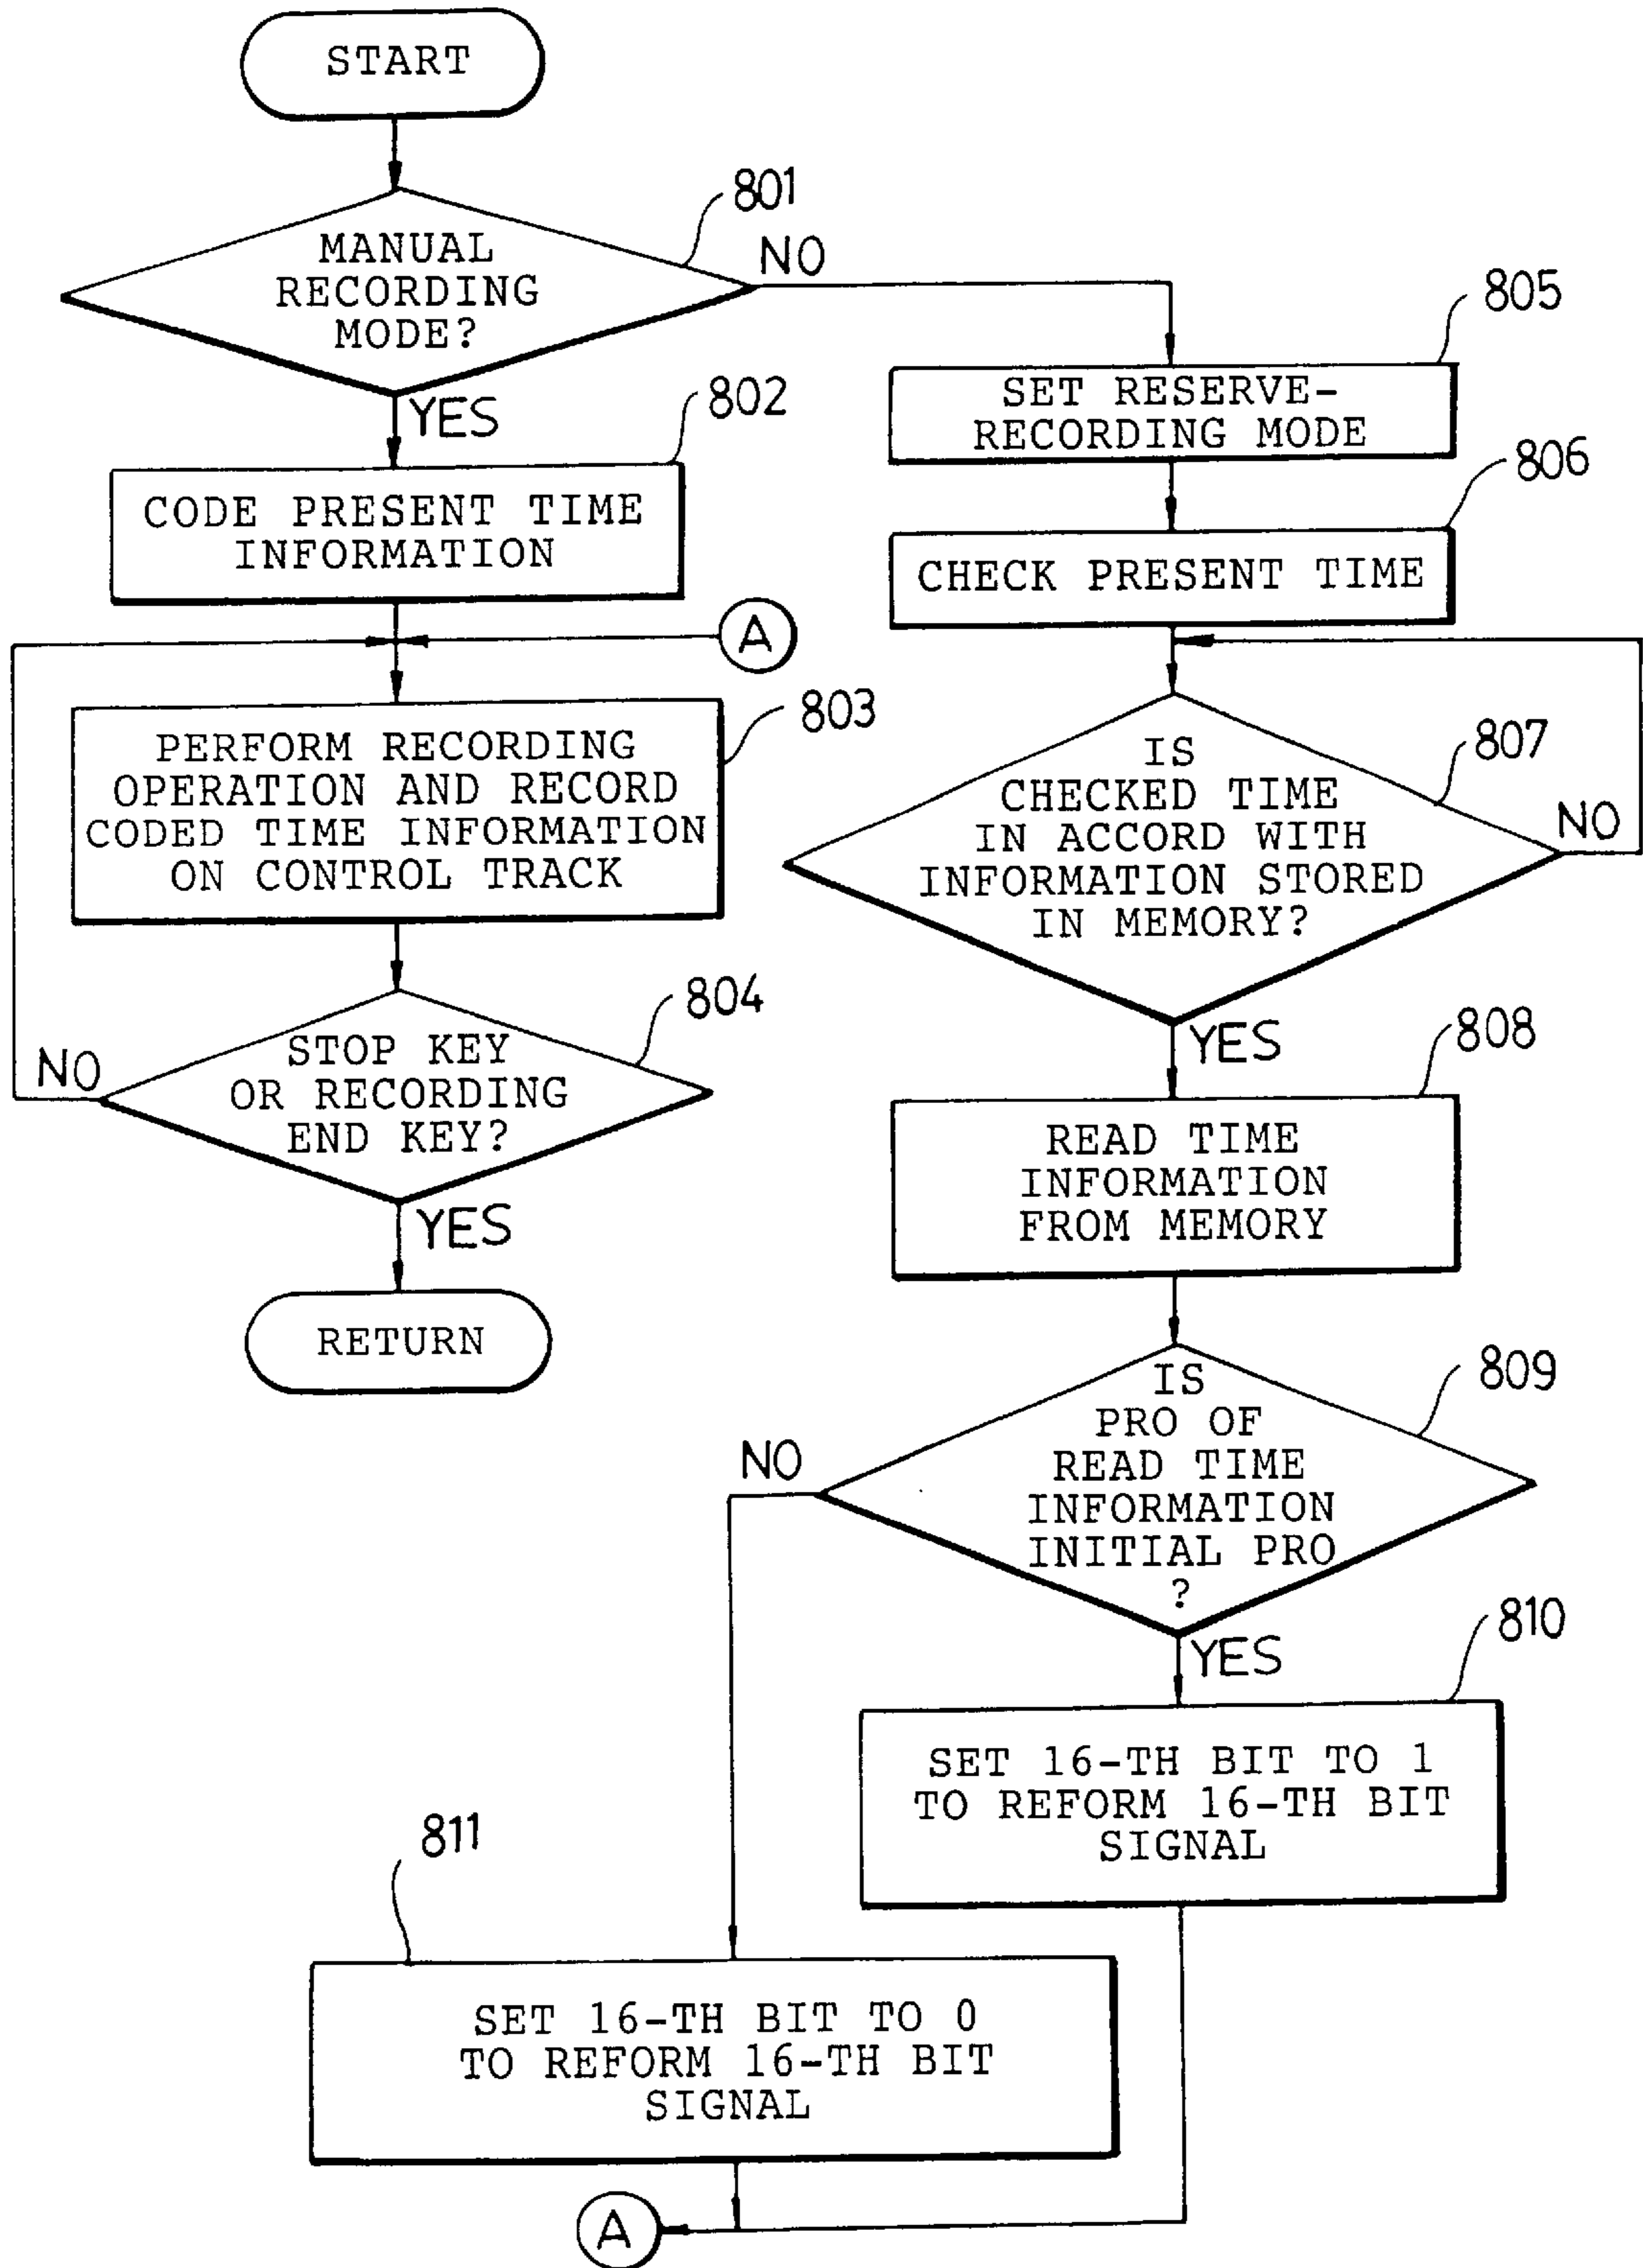 START
801
MANUAL
RECORDING
MODE?
NO
YES
802
CODE PRESENT TIME
INFORMATION
A
803
PERFORM RECORDING
OPERATION AND RECORD
CODED TIME INFORMATION
ON CONTROL TRACK
804
STOP KEY
OR RECORDING
END KEY?
NO
YES
RETURN
805
SET RESERVE-
RECORDING MODE
806
CHECK PRESENT TIME
807
IS
CHECKED TIME
IN ACCORD WITH
INFORMATION STORED
IN MEMORY?
NO
YES
808
READ TIME
INFORMATION
FROM MEMORY
809
IS
PRO OF
READ TIME
INFORMATION
INITIAL PRO
?
NO
YES
810
SET 16-TH BIT TO 1
TO REFORM 16-TH BIT
SIGNAL
811
SET 16-TH BIT TO 0
TO REFORM 16-TH BIT
SIGNAL
A